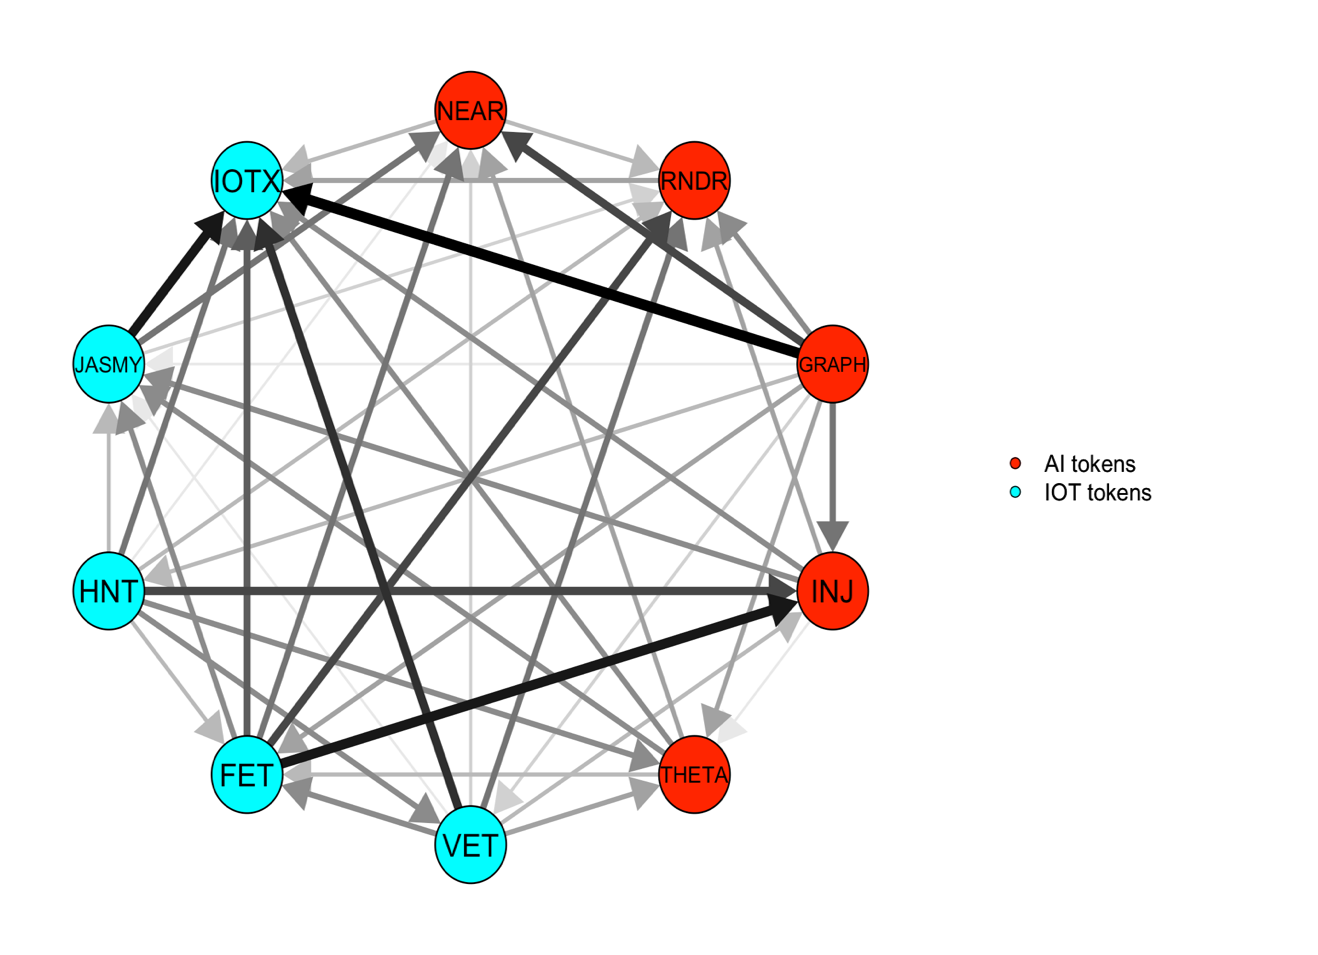 NEAR
IOTX
RNDR
JASMY
GRAPH
AI tokens
IOT tokens
HNT
INJ
FET
THETA
VET